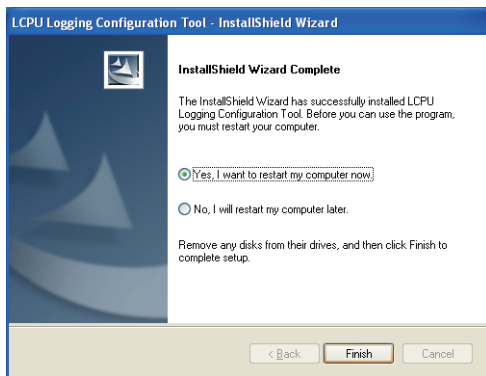 LCPU Logging Configuration Tool - InstallShield Wizard
InstallShield Wizard Complete
The InstallShield Wizard has successfully installed LCPU
Logging Configuration Tool. Before you can use the program,
you must restart your computer.
Yes, I want to restart my computer now.
No, I will restart my computer later.
Remove any disks from their drives, and then click Finish to
complete setup.
< Back
Finish
Cancel